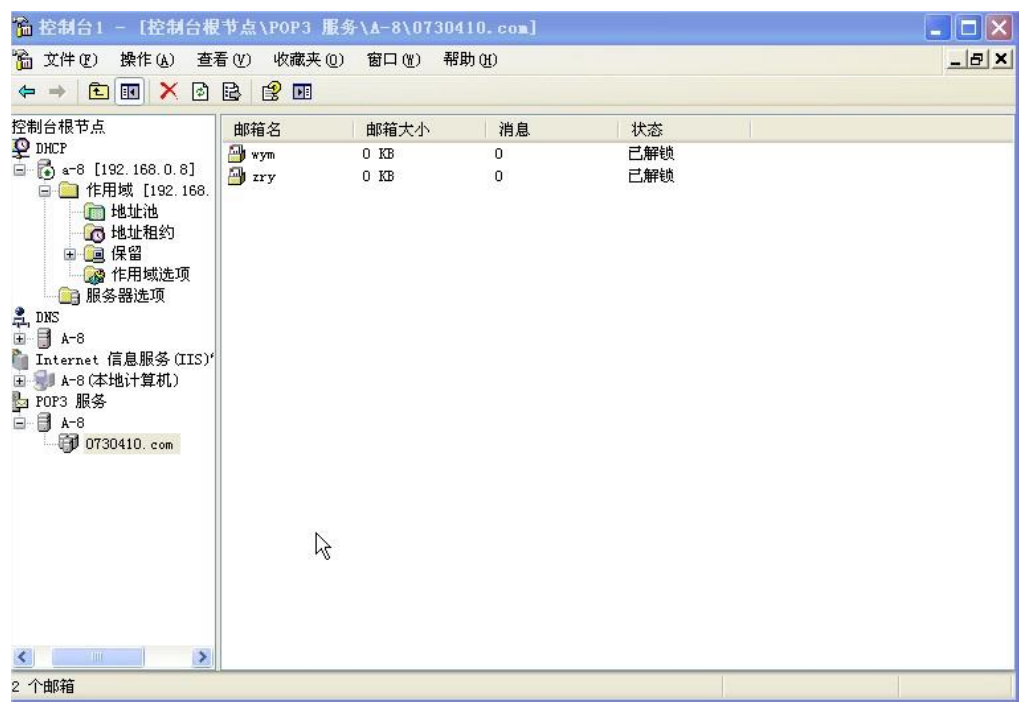 控制台1 - [控制台根节点\POP3 服务\A-8\0730410.com]
文件(F) 操作(A) 查看(V) 收藏夹(O) 窗口(W) 帮助(H)
控制台根节点
DHCP
a-8 [192.168.0.8]
作用域 [192.168.
地址池
地址租约
保留
作用域选项
服务器选项
DNS
A-8
Internet 信息服务(IIS)
A-8(本地计算机)
POP3 服务
A-8
0730410.com
邮箱名 邮箱大小 消息 状态
wym 0 KB 0 已解锁
zry 0 KB 0 已解锁
2 个邮箱